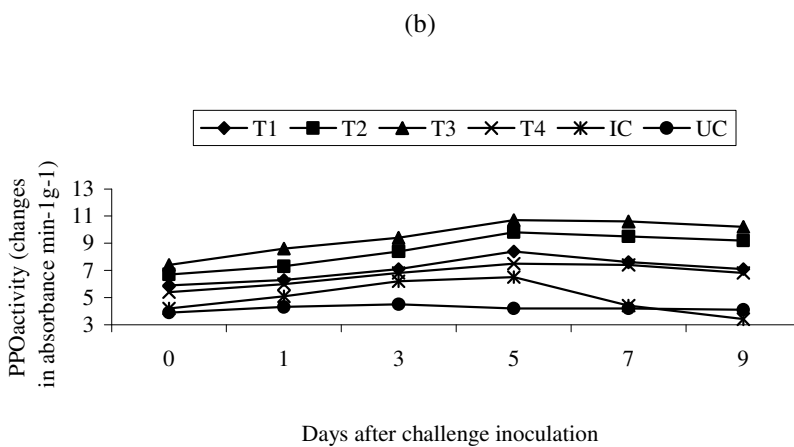 (b)
T1 T2 T3 T4 IC UC
PPOactivity (changes
in absorbance min-1g-1)
13
11
9
7
5
3
0 1 3 5 7 9
Days after challenge inoculation